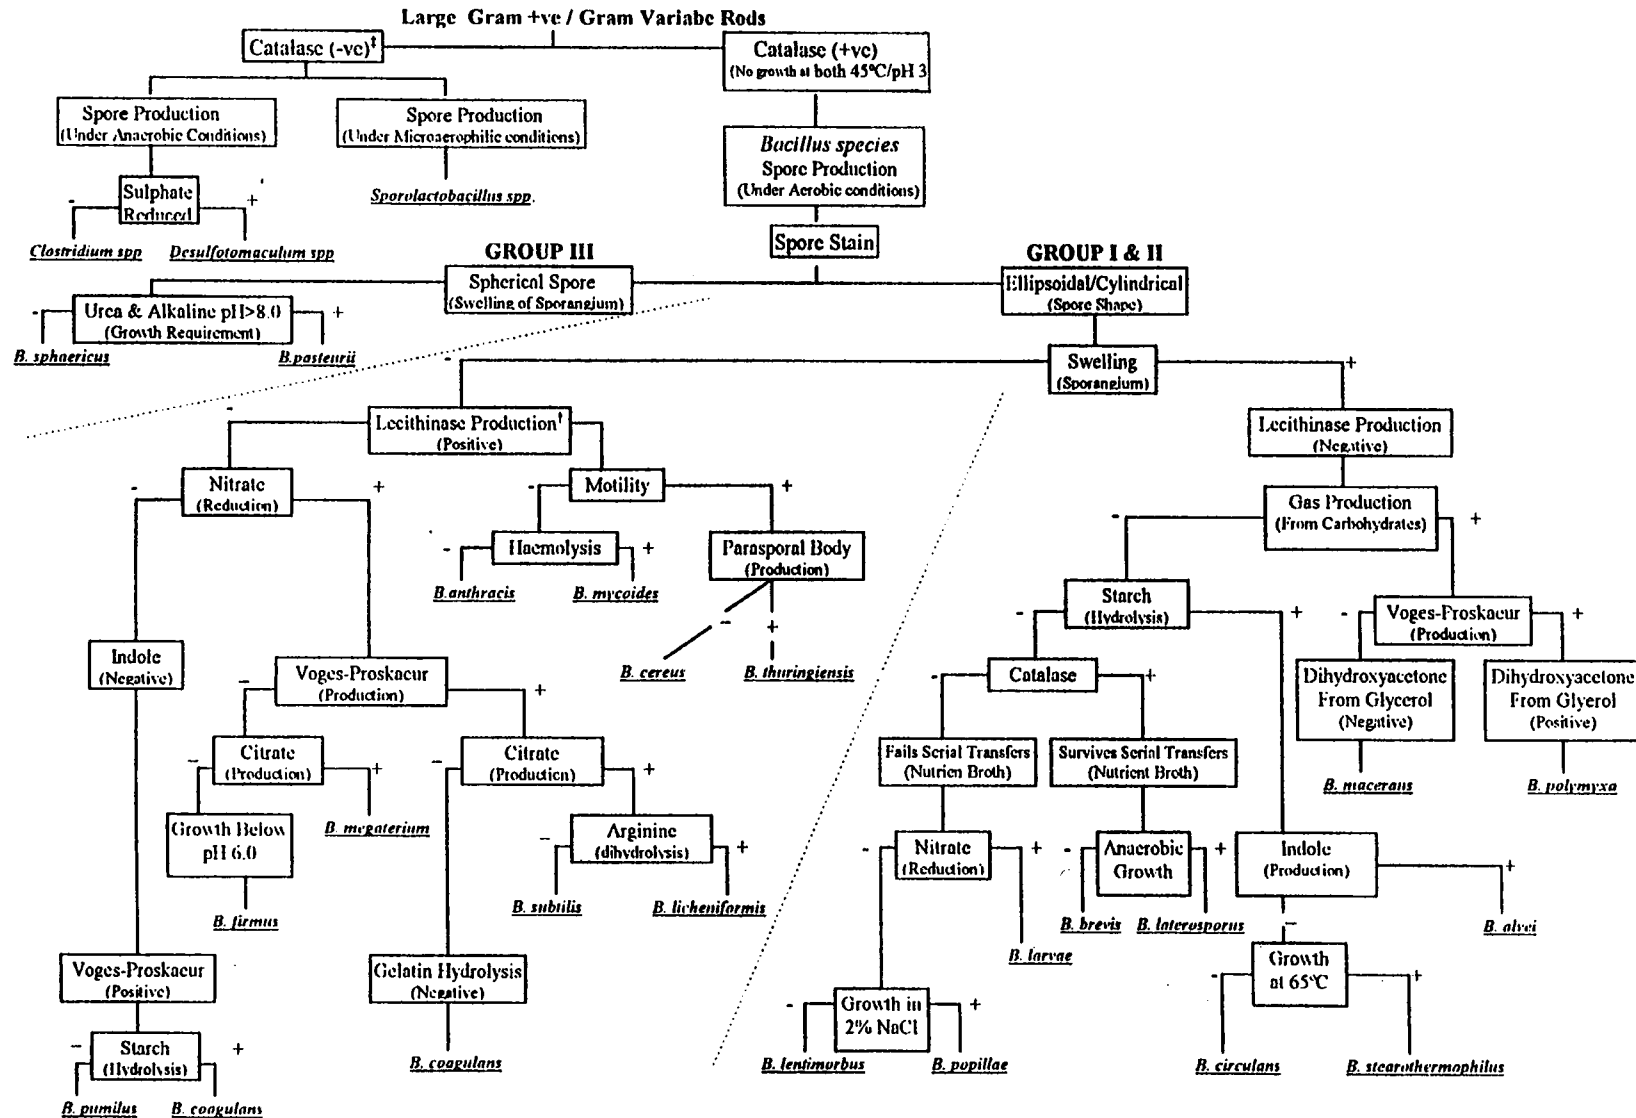 Large Gram +ve / Gram Variabe Rods
Catalase (-ve)‡
Catalase (+ve)
(No growth at both 45°C/pH 3
Spore Production
(Under Anaerobic Conditions)
Spore Production
(Under Microaerophilic conditions)
Bacillus species
Spore Production
(Under Aerobic conditions)
Sulphate
Reduced
-
+
Sporolactobacillus spp.
Clostridium spp
Desulfotomaculum spp
Spore Stain
GROUP III
GROUP I & II
Spherical Spore
(Swelling of Sporangium)
Ellipsoidal/Cylindrical
(Spore Shape)
Urea & Alkaline pH>8.0
(Growth Requirement)
-
+
B. sphaericus
B.pasteurii
Swelling
(Sporangium)
-
+
Lecithinase Production†
(Positive)
-
Lecithinase Production
(Negative)
Nitrate
(Reduction)
-
+
Motility
-
+
Gas Production
(From Carbohydrates)
-
+
Haemolysis
-
+
Parasporal Body
(Production)
B.anthracis
B. mycoides
Starch
(Hydrolysis)
-
+
Voges-Proskaeur
(Production)
-
+
–
+
Indole
(Negative)
Voges-Proskaeur
(Production)
–
+
B. cereus
B. thuringiensis
Catalase
-
+
Dihydroxyacetone
From Glycerol
(Negative)
Dihydroxyacetone
From Glyerol
(Positive)
Citrate
(Production)
–
+
Citrate
(Production)
–
+
Fails Serial Transfers
(Nutrien Broth)
Survives Serial Transfers
(Nutrient Broth)
B. macerans
B. polymyxa
Growth Below
pH 6.0
B. megaterium
Arginine
(dihydrolysis)
–
+
Nitrate
(Reduction)
-
+
Anaerobic
Growth
-
+
Indole
(Production)
+
–
B. firmus
B. subtilis
B. licheniformis
B. brevis
B. laterosporus
B. alvei
B. larvae
Voges-Proskaeur
(Positive)
Gelatin Hydrolysis
(Negative)
Growth in
2% NaCl
-
+
Growth
at 65°C
-
+
Starch
(Hydrolysis)
–
+
B. coagulans
B. lentimorbus
B. popillae
B. circulans
B. stearothermophilus
B. pumilus
B. coagulans